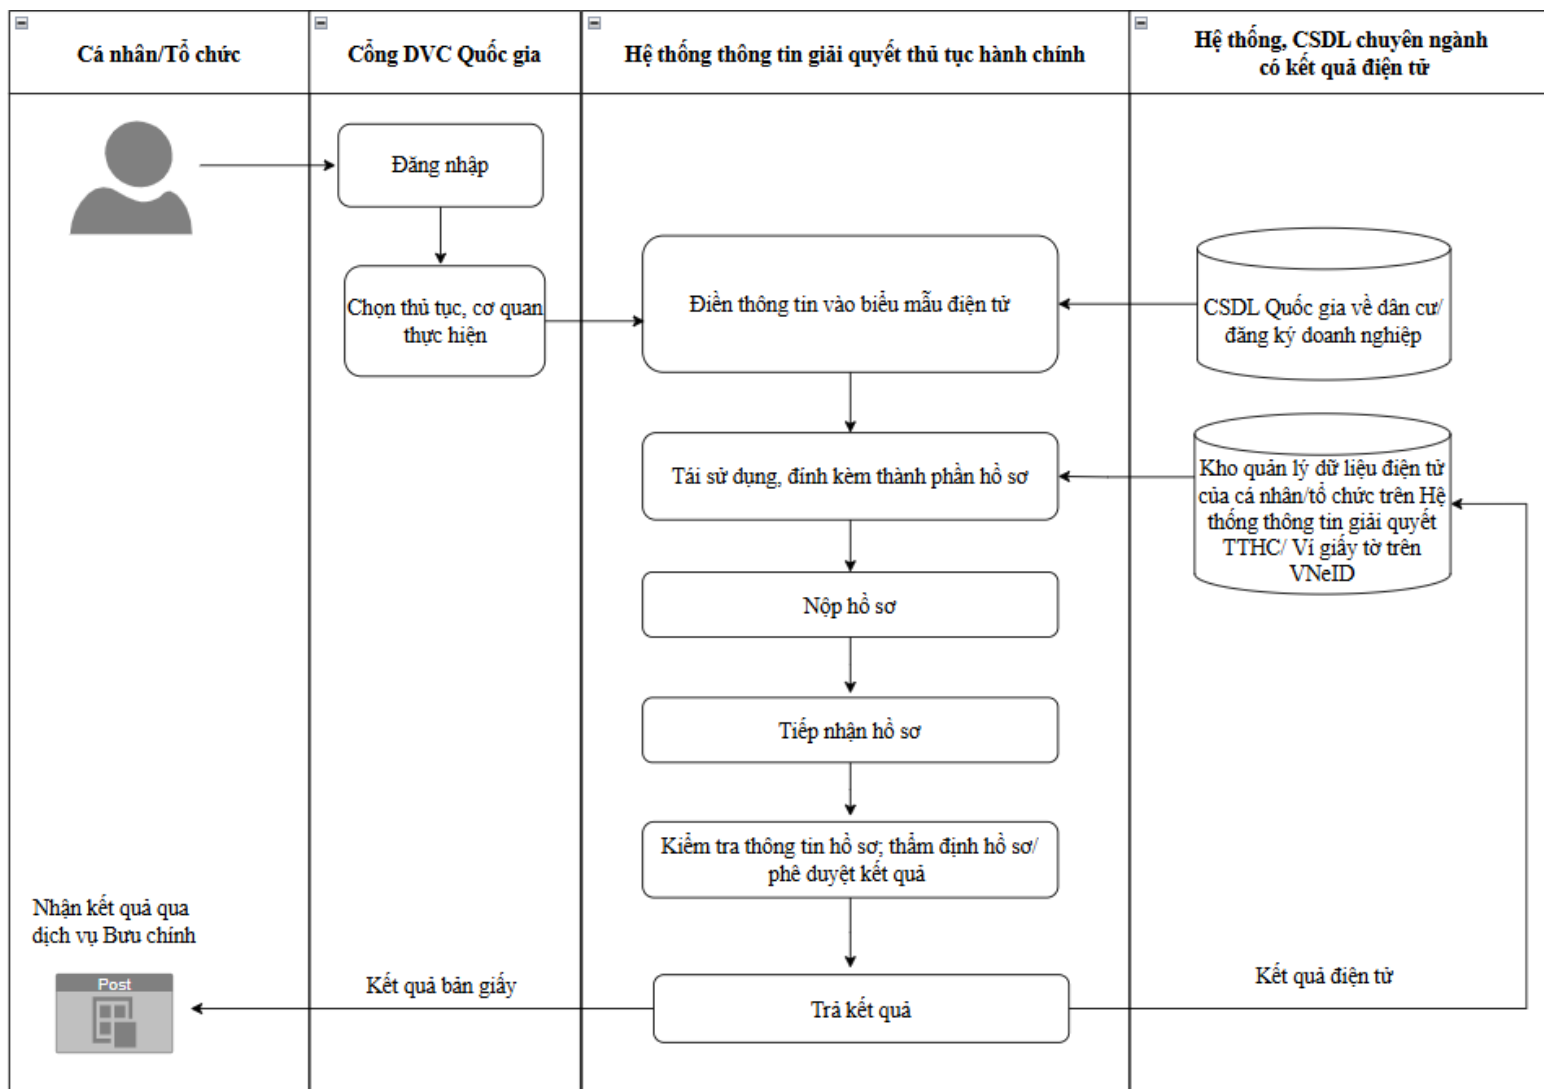 Cá nhân/Tổ chức
Cổng DVC Quốc gia
Hệ thống thông tin giải quyết thủ tục hành chính
Hệ thống, CSDL chuyên ngành
có kết quả điện tử
Đăng nhập
Chọn thủ tục, cơ quan
thực hiện
Điền thông tin vào biểu mẫu điện tử
CSDL Quốc gia về dân cư/
đăng ký doanh nghiệp
Tái sử dụng, đính kèm thành phần hồ sơ
Kho quản lý dữ liệu điện tử
của cá nhân/tổ chức trên Hệ
thống thông tin giải quyết
TTHC/ Ví giấy tờ trên
VNeID
Nộp hồ sơ
Tiếp nhận hồ sơ
Kiểm tra thông tin hồ sơ; thẩm định hồ sơ/
phê duyệt kết quả
Nhận kết quả qua
dịch vụ Bưu chính
Post
Kết quả bản giấy
Trả kết quả
Kết quả điện tử